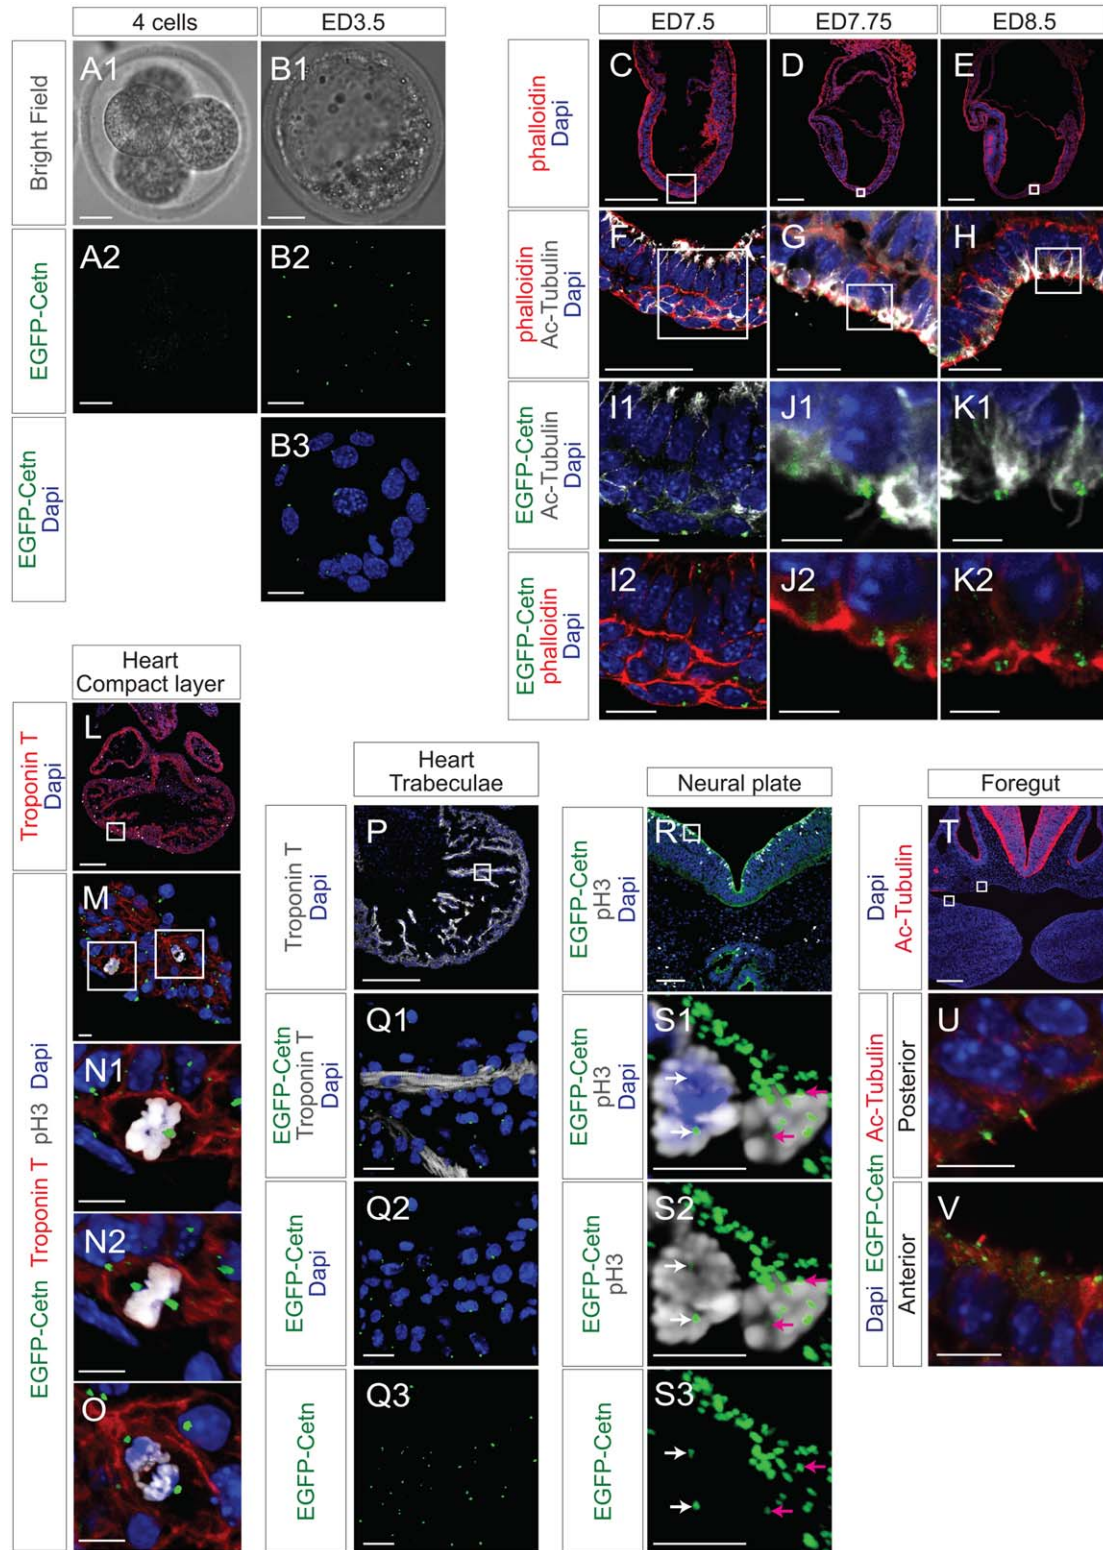 4 cells
ED3.5
Bright Field
A1
B1
EGFP-Cetn
A2
B2
EGFP-Cetn
Dapi
B3
ED7.5
ED7.75
ED8.5
phalloidin
Dapi
C
D
E
phalloidin
Ac-Tubulin
Dapi
F
G
H
EGFP-Cetn
Ac-Tubulin
Dapi
I1
J1
K1
EGFP-Cetn
phalloidin
Dapi
I2
J2
K2
Heart
Compact layer
Troponin T
Dapi
L
EGFP-Cetn Troponin T pH3 Dapi
M
N1
N2
O
Heart
Trabeculae
Troponin T
Dapi
P
EGFP-Cetn
Troponin T
Dapi
Q1
EGFP-Cetn
Dapi
Q2
EGFP-Cetn
Q3
Neural plate
EGFP-Cetn
pH3
Dapi
R
EGFP-Cetn
pH3
Dapi
S1
EGFP-Cetn
pH3
S2
EGFP-Cetn
S3
Foregut
Dapi
Ac-Tubulin
T
Dapi EGFP-Cetn Ac-Tubulin
Posterior
U
Anterior
V